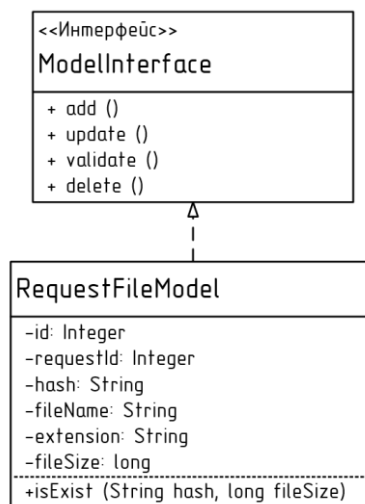 <<Интерфейс>>
ModelInterface
+ add ()
+ update ()
+ validate ()
+ delete ()
RequestFileModel
-id: Integer
-requestId: Integer
-hash: String
-fileName: String
-extension: String
-fileSize: long
+isExist (String hash, long fileSize)